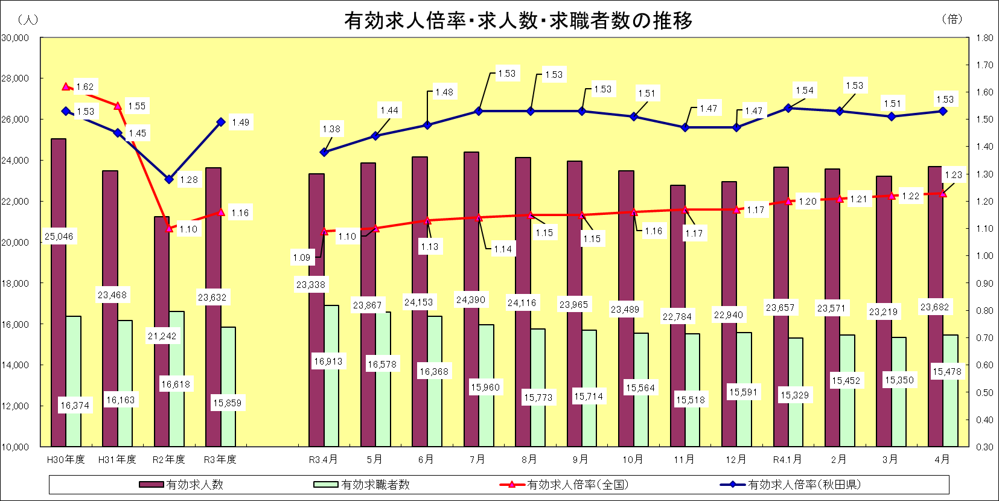 有効求人倍率・求人数・求職者数の推移
（人）
（倍）
30,000
28,000
26,000
24,000
22,000
20,000
18,000
16,000
14,000
12,000
10,000
1.80
1.70
1.60
1.50
1.40
1.30
1.20
1.10
1.00
0.90
0.80
0.70
0.60
0.50
0.40
0.30
1.62 1.55 1.10 1.16
1.53 1.45 1.28 1.49
1.38 1.44 1.48 1.53 1.53 1.53 1.51 1.47 1.47 1.54 1.53 1.51 1.53
1.09 1.10 1.13 1.14 1.15 1.15 1.16 1.17 1.17 1.20 1.21 1.22 1.23
25,046 23,468 21,242 23,632
23,338 23,867 24,153 24,390 24,116 23,965 23,489 22,784 22,940 23,657 23,571 23,219 23,682
16,374 16,163 16,618 15,859
16,913 16,578 16,368 15,960 15,773 15,714 15,564 15,518 15,591 15,329 15,452 15,350 15,478
H30年度 H31年度 R2年度 R3年度 R3.4月 5月 6月 7月 8月 9月 10月 11月 12月 R4.1月 2月 3月 4月
有効求人数 有効求職者数 有効求人倍率（全国） 有効求人倍率（秋田県）